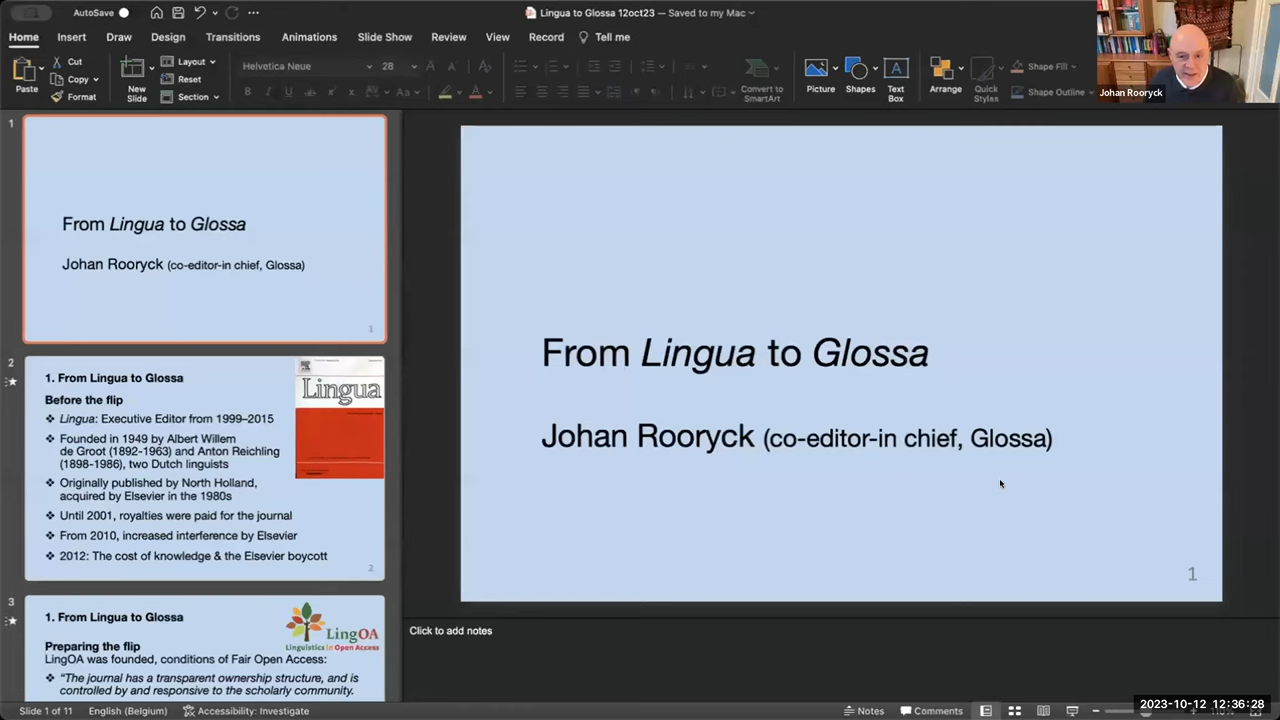 AutoSave
Lingua to Glossa 12oct23 — Saved to my Mac
Home Insert Draw Design Transitions Animations Slide Show Review View Record Tell me
Paste
Cut
Copy
Format
New Slide
Layout
Reset
Section
Helvetica Neue 28
Convert to SmartArt
Picture
Shapes
Text Box
Arrange
Quick Styles
Shape Fill
Shape Outline
Johan Rooryck
1
From Lingua to Glossa
Johan Rooryck (co-editor-in chief, Glossa)
1
2
1. From Lingua to Glossa
Before the flip
❖ Lingua: Executive Editor from 1999–2015
❖ Founded in 1949 by Albert Willem
de Groot (1892-1963) and Anton Reichling
(1898-1986), two Dutch linguists
❖ Originally published by North Holland,
acquired by Elsevier in the 1980s
❖ Until 2001, royalties were paid for the journal
❖ From 2010, increased interference by Elsevier
❖ 2012: The cost of knowledge & the Elsevier boycott
Lingua
2
3
1. From Lingua to Glossa
Preparing the flip
LingOA was founded, conditions of Fair Open Access:
❖ "The journal has a transparent ownership structure, and is
controlled by and responsive to the scholarly community.
LingOA
Linguistics in Open Access
From Lingua to Glossa
Johan Rooryck (co-editor-in chief, Glossa)
1
Click to add notes
Slide 1 of 11
English (Belgium)
Accessibility: Investigate
Notes
Comments
2023-10-12 12:36:28